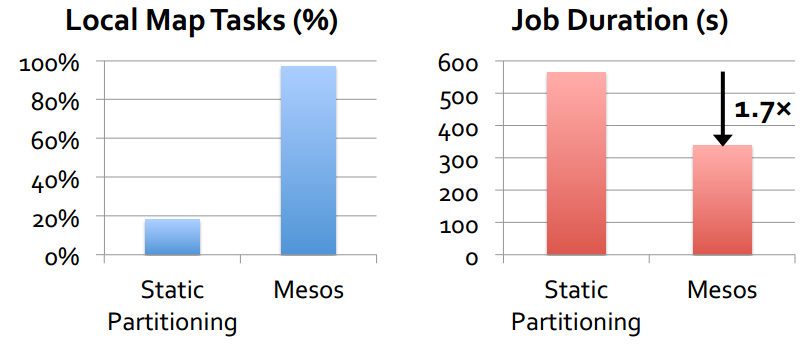 Local Map Tasks (%)
100%
80%
60%
40%
20%
0%
Static
Partitioning
Mesos
Job Duration (s)
600
500
400
300
200
100
0
1.7×
Static
Partitioning
Mesos